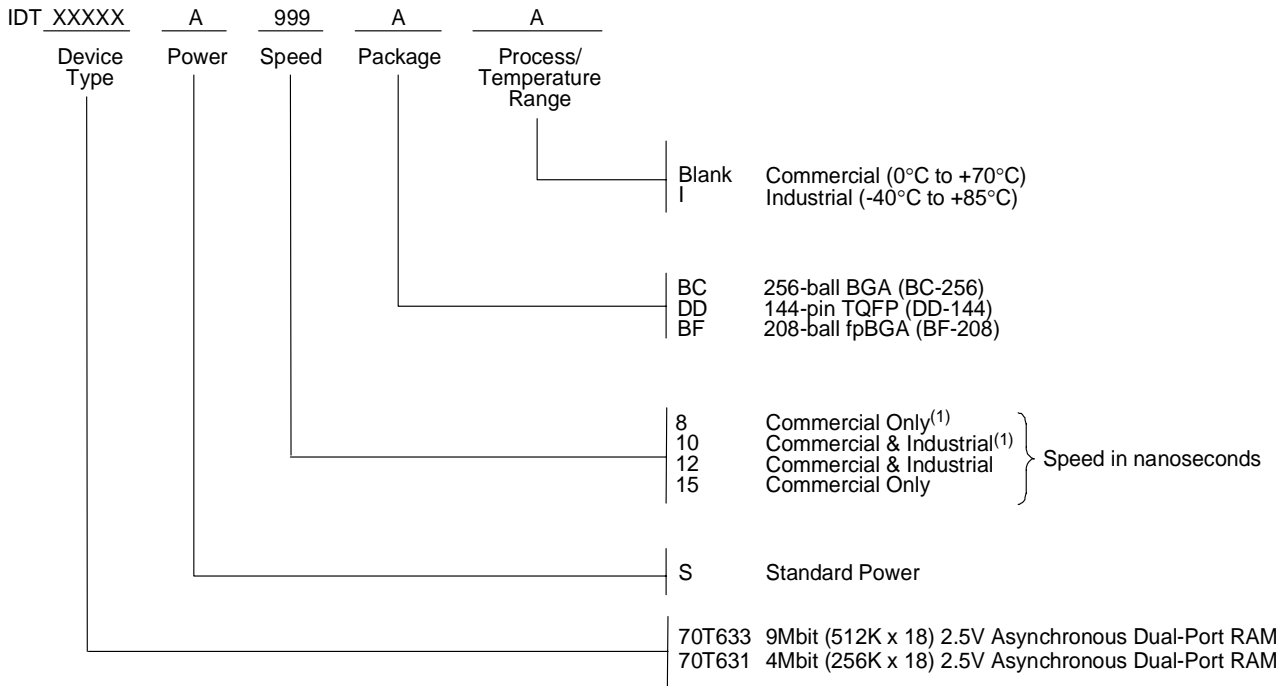 IDT XXXXX A 999 A A
Device Type Power Speed Package Process/ Temperature Range
Blank Commercial (0°C to +70°C)
I Industrial (-40°C to +85°C)
BC 256-ball BGA (BC-256)
DD 144-pin TQFP (DD-144)
BF 208-ball fpBGA (BF-208)
8 Commercial Only(1)
10 Commercial & Industrial(1)
12 Commercial & Industrial
15 Commercial Only
Speed in nanoseconds
S Standard Power
70T633 9Mbit (512K x 18) 2.5V Asynchronous Dual-Port RAM
70T631 4Mbit (256K x 18) 2.5V Asynchronous Dual-Port RAM